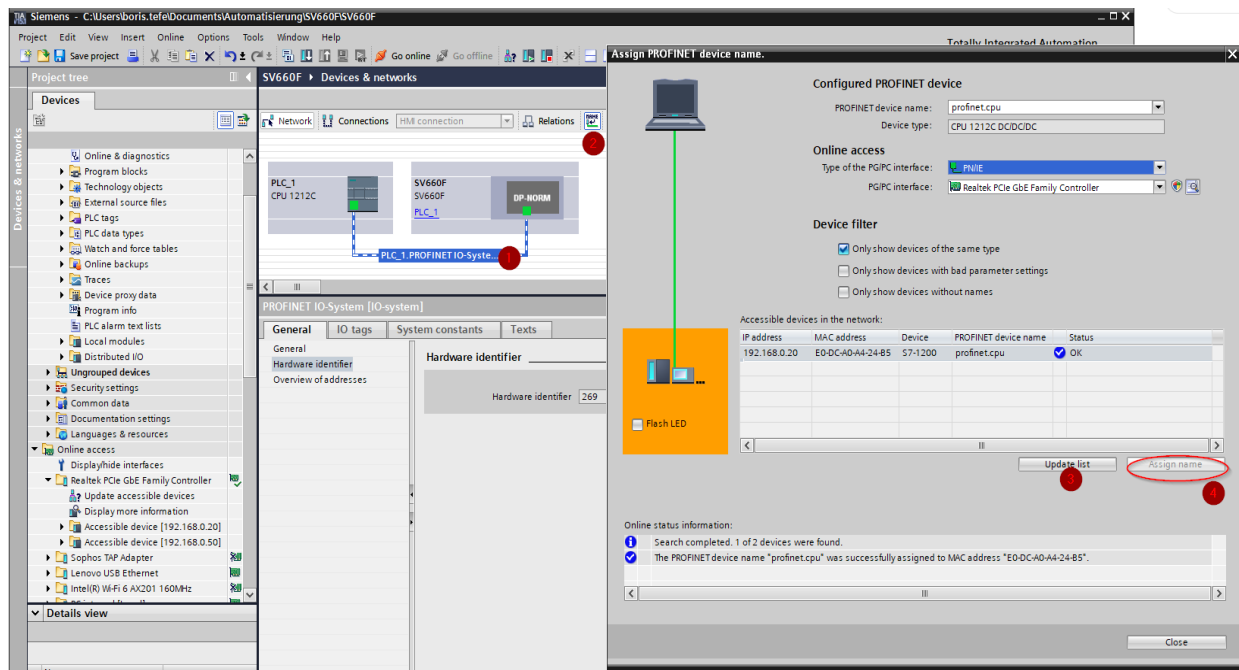 Siemens - C:\Users\boris.tefe\Documents\Automatisierung\SV660F\SV660F
Project Edit View Insert Online Options Tools Window Help
Totally Integrated Automation
Save project
Go online
Go offline
Project tree
Devices
Devices & networks
Online & diagnostics
Program blocks
Technology objects
External source files
PLC tags
PLC data types
Watch and force tables
Online backups
Traces
Device proxy data
Program info
PLC alarm text lists
Local modules
Distributed I/O
Ungrouped devices
Security settings
Common data
Documentation settings
Languages & resources
Online access
Display/hide interfaces
Realtek PCIe GbE Family Controller
Update accessible devices
Display more information
Accessible device [192.168.0.20]
Accessible device [192.168.0.50]
Sophos TAP Adapter
Lenovo USB Ethernet
Intel(R) Wi-Fi 6 AX201 160MHz
Details view
SV660F
Devices & networks
Network
Connections
HMI connection
Relations
2
PLC_1
CPU 1212C
SV660F
SV660F
PLC_1
DP-NORM
PLC_1.PROFINET IO-Syste...
1
PROFINET IO-System [IO-system]
General
IO tags
System constants
Texts
General
Hardware identifier
Overview of addresses
Hardware identifier
Hardware identifier 269
Assign PROFINET device name.
Configured PROFINET device
PROFINET device name: profinet.cpu
Device type: CPU 1212C DC/DC/DC
Online access
Type of the PG/PC interface: PN/IE
PG/PC interface: Realtek PCIe GbE Family Controller
Device filter
Only show devices of the same type
Only show devices with bad parameter settings
Only show devices without names
Accessible devices in the network:
IP address MAC address Device PROFINET device name Status
192.168.0.20 E0-DC-A0-A4-24-B5 S7-1200 profinet.cpu OK
Flash LED
Update list
Assign name
3
4
Online status information:
Search completed. 1 of 2 devices were found.
The PROFINET device name "profinet.cpu" was successfully assigned to MAC address "E0-DC-A0-A4-24-B5".
Close